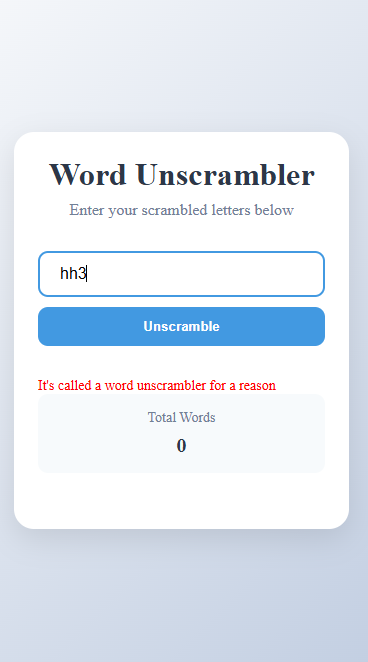 Word Unscrambler
Enter your scrambled letters below
hh3
Unscramble
It's called a word unscrambler for a reason
Total Words
0